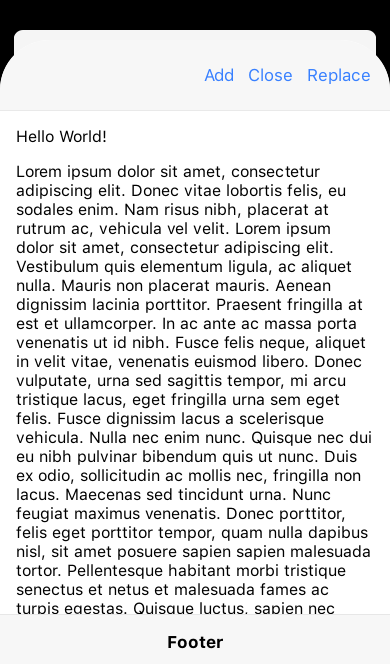 Add Close Replace
Hello World!
Lorem ipsum dolor sit amet, consectetur
adipiscing elit. Donec vitae lobortis felis, eu
sodales enim. Nam risus nibh, placerat at
rutrum ac, vehicula vel velit. Lorem ipsum
dolor sit amet, consectetur adipiscing elit.
Vestibulum quis elementum ligula, ac aliquet
nulla. Mauris non placerat mauris. Aenean
dignissim lacinia porttitor. Praesent fringilla at
est et ullamcorper. In ac ante ac massa porta
venenatis ut id nibh. Fusce felis neque, aliquet
in velit vitae, venenatis euismod libero. Donec
vulputate, urna sed sagittis tempor, mi arcu
tristique lacus, eget fringilla urna sem eget
felis. Fusce dignissim lacus a scelerisque
vehicula. Nulla nec enim nunc. Quisque nec dui
eu nibh pulvinar bibendum quis ut nunc. Duis
ex odio, sollicitudin ac mollis nec, fringilla non
lacus. Maecenas sed tincidunt urna. Nunc
feugiat maximus venenatis. Donec porttitor,
felis eget porttitor tempor, quam nulla dapibus
nisl, sit amet posuere sapien sapien malesuada
tortor. Pellentesque habitant morbi tristique
senectus et netus et malesuada fames ac
turpis egestas. Quisque luctus, sapien nec
Footer